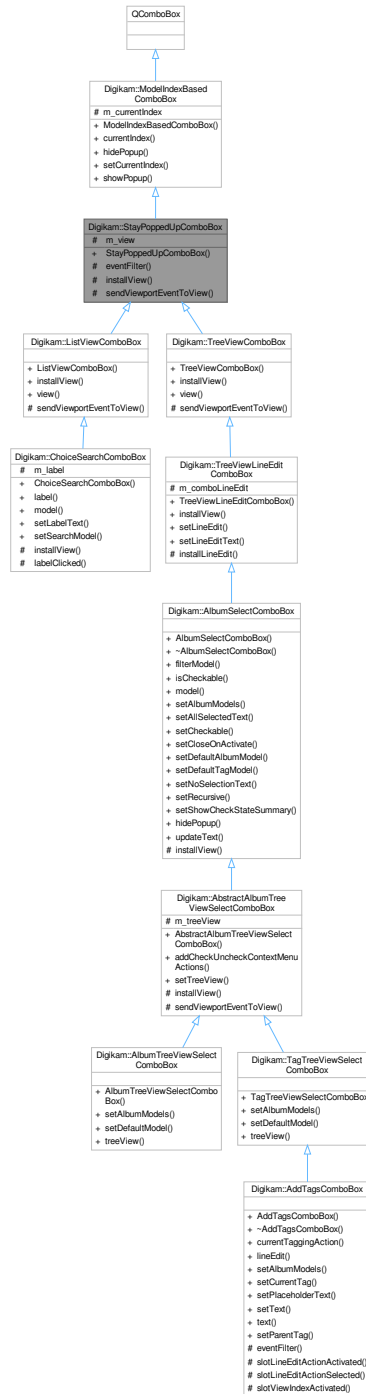 QComboBox
Digikam::ModelIndexBased
ComboBox
# m_currentIndex
+ ModelIndexBasedComboBox()
+ currentIndex()
+ hidePopup()
+ setCurrentIndex()
+ showPopup()
Digikam::StayPoppedUpComboBox
# m_view
+ StayPoppedUpComboBox()
# eventFilter()
# installView()
# sendViewportEventToView()
Digikam::ListViewComboBox
+ ListViewComboBox()
+ installView()
+ view()
# sendViewportEventToView()
Digikam::TreeViewComboBox
+ TreeViewComboBox()
+ installView()
+ view()
# sendViewportEventToView()
Digikam::ChoiceSearchComboBox
# m_label
+ ChoiceSearchComboBox()
+ label()
+ model()
+ setLabelText()
+ setSearchModel()
# installView()
# labelClicked()
Digikam::TreeViewLineEdit
ComboBox
# m_comboLineEdit
+ TreeViewLineEditComboBox()
+ installView()
+ setLineEdit()
+ setLineEditText()
# installLineEdit()
Digikam::AlbumSelectComboBox
+ AlbumSelectComboBox()
+ ~AlbumSelectComboBox()
+ filterModel()
+ isCheckable()
+ model()
+ setAlbumModels()
+ setAllSelectedText()
+ setCheckable()
+ setCloseOnActivate()
+ setDefaultAlbumModel()
+ setDefaultTagModel()
+ setNoSelectionText()
+ setRecursive()
+ setShowCheckStateSummary()
+ hidePopup()
+ updateText()
# installView()
Digikam::AbstractAlbumTree
ViewSelectComboBox
# m_treeView
+ AbstractAlbumTreeViewSelect
ComboBox()
+ addCheckUncheckContextMenu
Actions()
+ setTreeView()
# installView()
# sendViewportEventToView()
Digikam::AlbumTreeViewSelect
ComboBox
+ AlbumTreeViewSelectCombo
Box()
+ setAlbumModels()
+ setDefaultModel()
+ treeView()
Digikam::TagTreeViewSelect
ComboBox
+ TagTreeViewSelectComboBox()
+ setAlbumModels()
+ setDefaultModel()
+ treeView()
Digikam::AddTagsComboBox
+ AddTagsComboBox()
+ ~AddTagsComboBox()
+ currentTaggingAction()
+ lineEdit()
+ setAlbumModels()
+ setCurrentTag()
+ setPlaceholderText()
+ setText()
+ text()
+ setParentTag()
# eventFilter()
# slotLineEditActionActivated()
# slotLineEditActionSelected()
# slotViewIndexActivated()